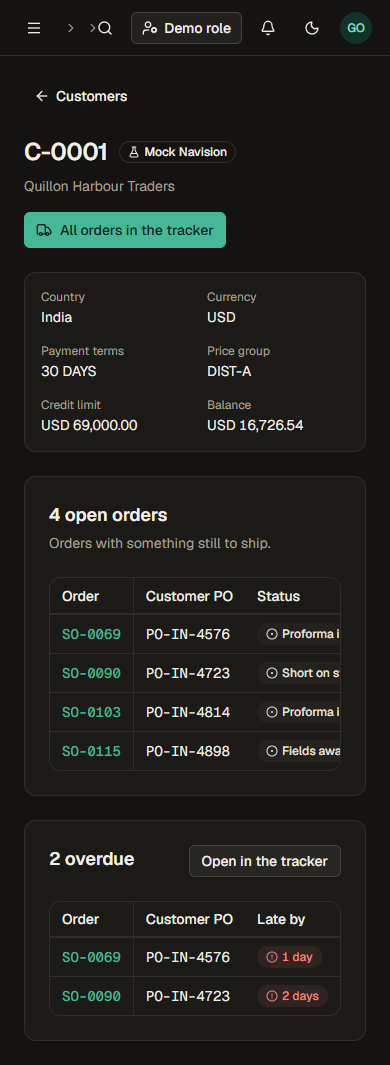 Demo role
GO
Customers
C-0001 Mock Navision
Quillon Harbour Traders
All orders in the tracker
Country Currency
India USD
Payment terms Price group
30 DAYS DIST-A
Credit limit Balance
USD 69,000.00 USD 16,726.54
4 open orders
Orders with something still to ship.
Order Customer PO Status
SO-0069 PO-IN-4576 Proforma
SO-0090 PO-IN-4723 Short on
SO-0103 PO-IN-4814 Proforma
SO-0115 PO-IN-4898 Fields
2 overdue Open in the tracker
Order Customer PO Late by
SO-0069 PO-IN-4576 1 day
SO-0090 PO-IN-4723 2 days